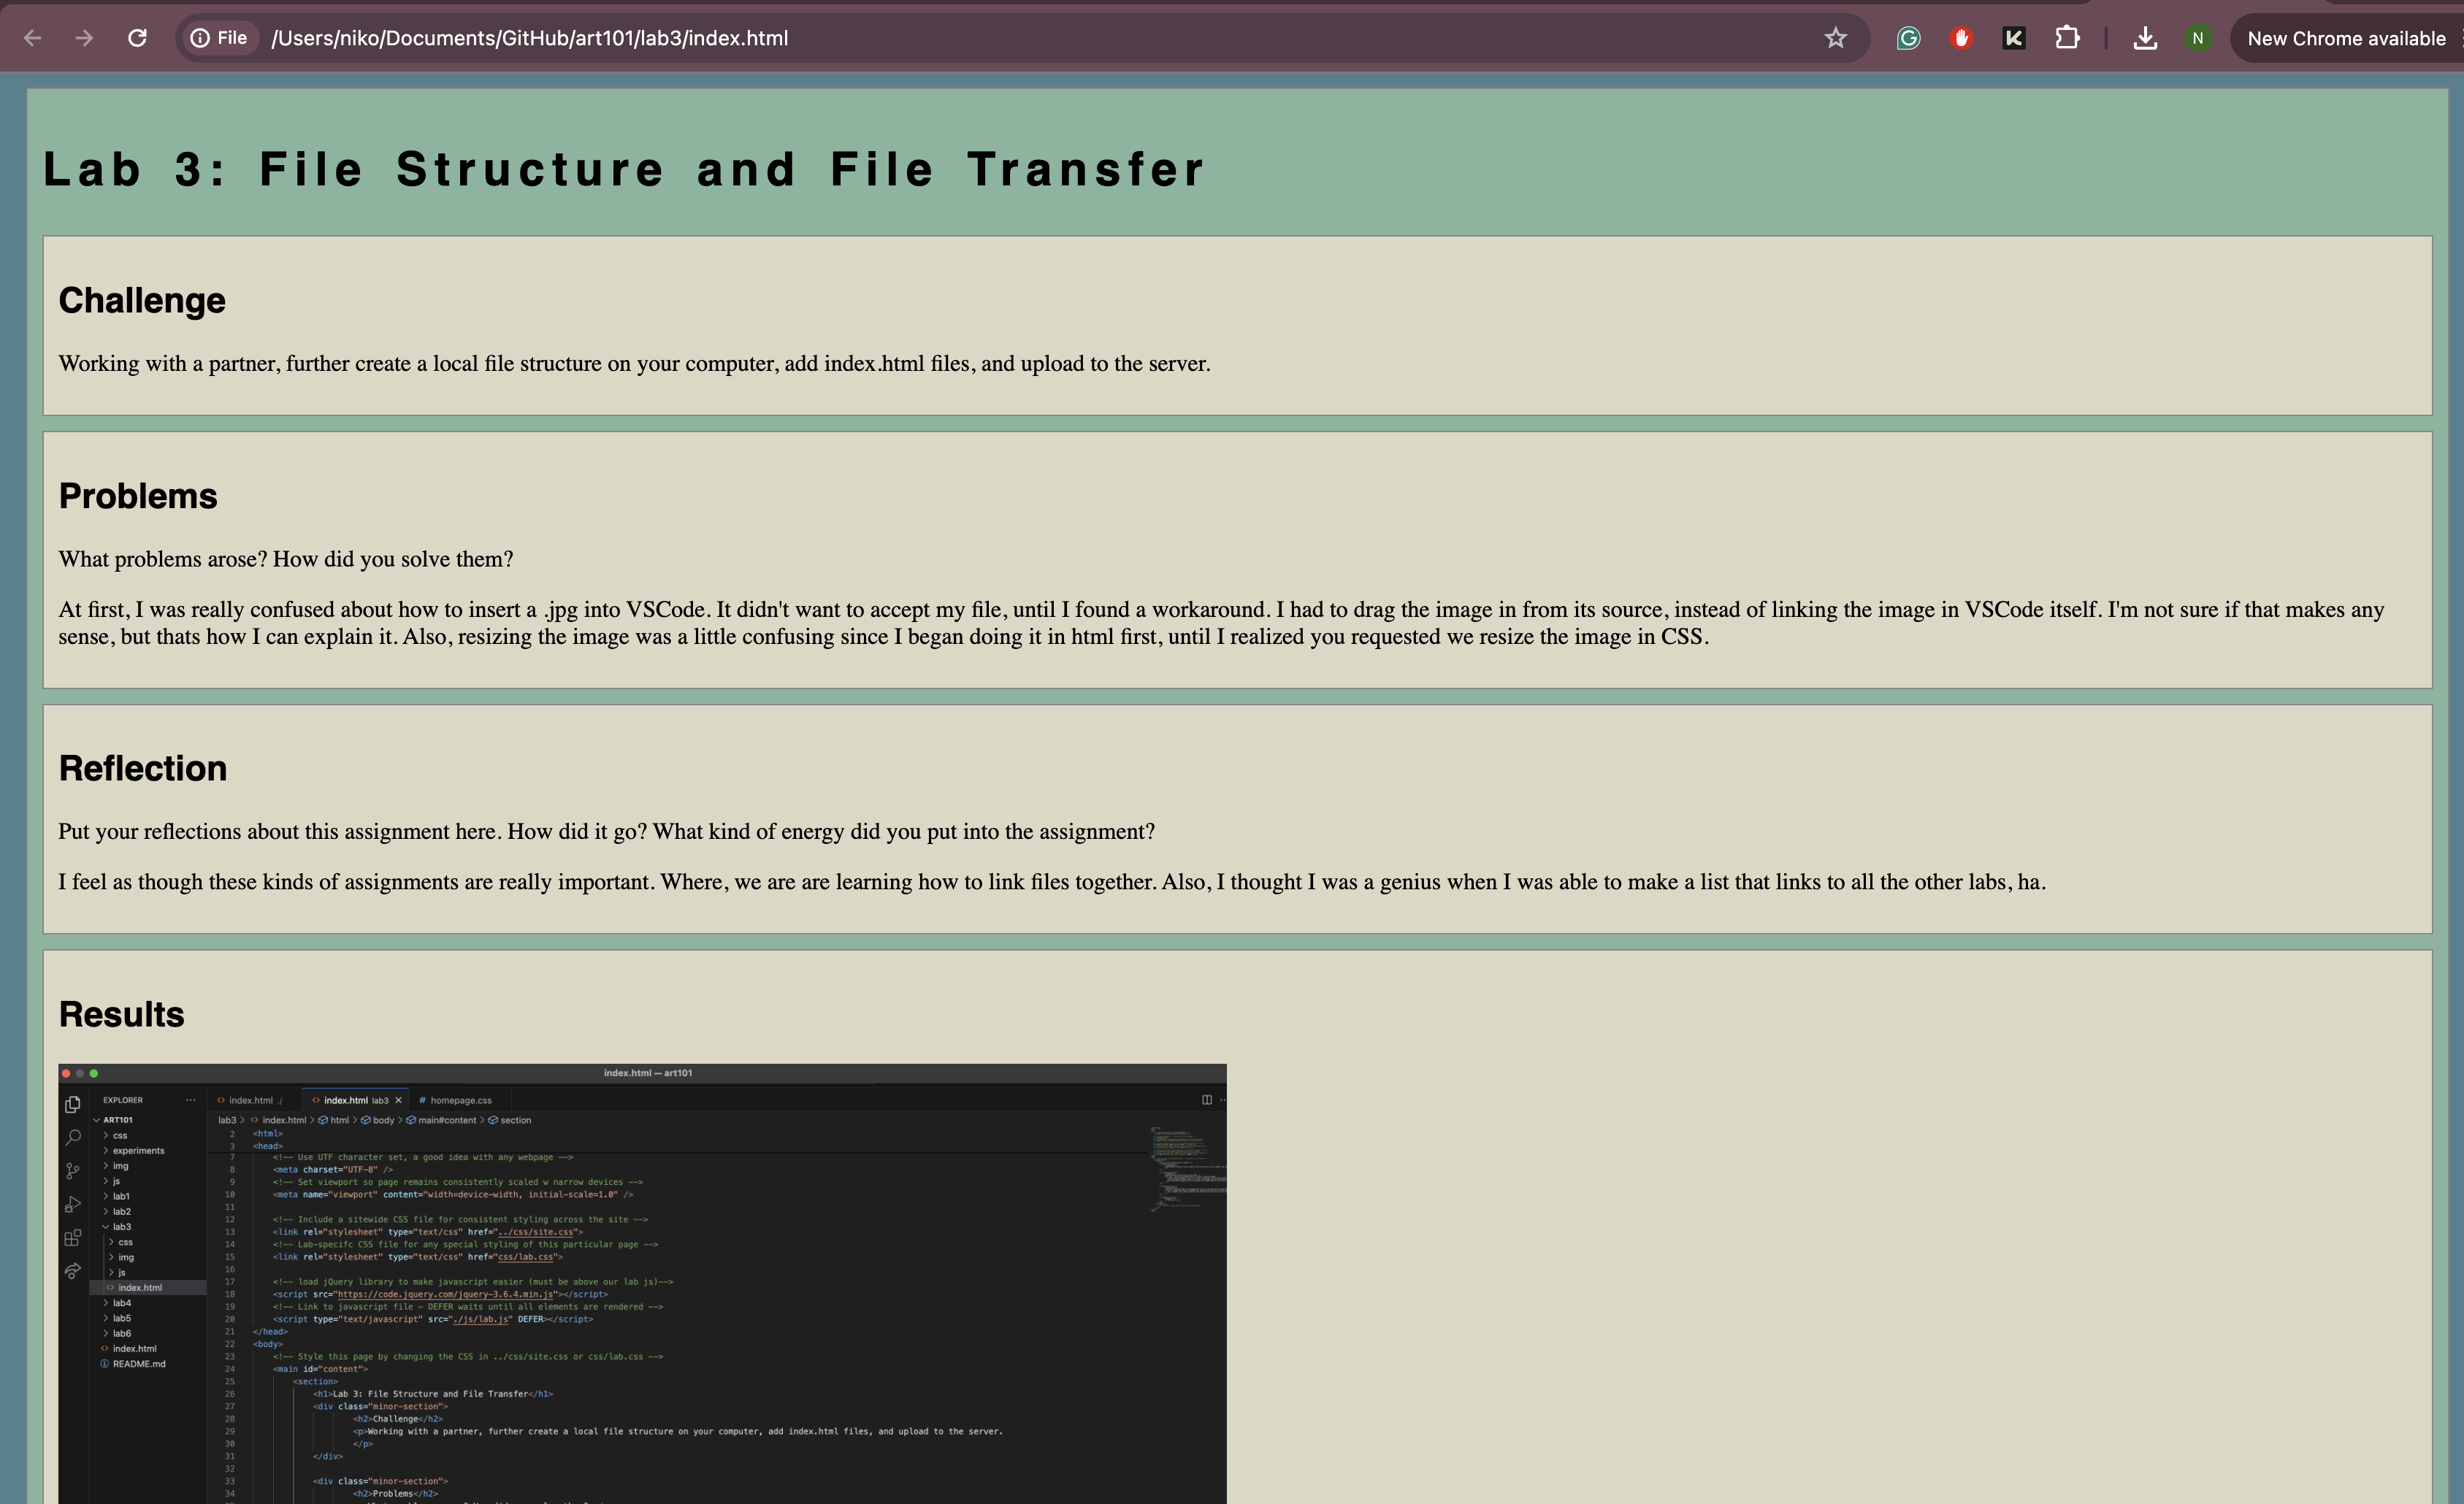 File /Users/niko/Documents/GitHub/art101/lab3/index.html
N
New Chrome available
Lab 3: File Structure and File Transfer
Challenge
Working with a partner, further create a local file structure on your computer, add index.html files, and upload to the server.
Problems
What problems arose? How did you solve them?
At first, I was really confused about how to insert a .jpg into VSCode. It didn't want to accept my file, until I found a workaround. I had to drag the image in from its source, instead of linking the image in VSCode itself. I'm not sure if that makes any
sense, but thats how I can explain it. Also, resizing the image was a little confusing since I began doing it in html first, until I realized you requested we resize the image in CSS.
Reflection
Put your reflections about this assignment here. How did it go? What kind of energy did you put into the assignment?
I feel as though these kinds of assignments are really important. Where, we are are learning how to link files together. Also, I thought I was a genius when I was able to make a list that links to all the other labs, ha.
Results
index.html — art101
EXPLORER
ART101
css
experiments
img
js
lab1
lab2
lab3
css
img
js
index.html
lab4
lab5
lab6
index.html
README.md
index.html ./
index.html lab3
# homepage.css
lab3 > index.html > html > body > main#content > section
2 <html>
3 <head>
7 <!-- Use UTF character set, a good idea with any webpage -->
8 <meta charset="UTF-8" />
9 <!-- Set viewport so page remains consistently scaled w narrow devices -->
10 <meta name="viewport" content="width=device-width, initial-scale=1.0" />
11
12 <!-- Include a sitewide CSS file for consistent styling across the site -->
13 <link rel="stylesheet" type="text/css" href="../css/site.css">
14 <!-- Lab-specifc CSS file for any special styling of this particular page -->
15 <link rel="stylesheet" type="text/css" href="css/lab.css">
16
17 <!-- load jQuery library to make javascript easier (must be above our lab js)-->
18 <script src="https://code.jquery.com/jquery-3.6.4.min.js"></script>
19 <!-- Link to javascript file - DEFER waits until all elements are rendered -->
20 <script type="text/javascript" src="./js/lab.js" DEFER></script>
21 </head>
22 <body>
23 <!-- Style this page by changing the CSS in ../css/site.css or css/lab.css -->
24 <main id="content">
25 <section>
26 <h1>Lab 3: File Structure and File Transfer</h1>
27 <div class="minor-section">
28 <h2>Challenge</h2>
29 <p>Working with a partner, further create a local file structure on your computer, add index.html files, and upload to the server.
30 </p>
31 </div>
32
33 <div class="minor-section">
34 <h2>Problems</h2>